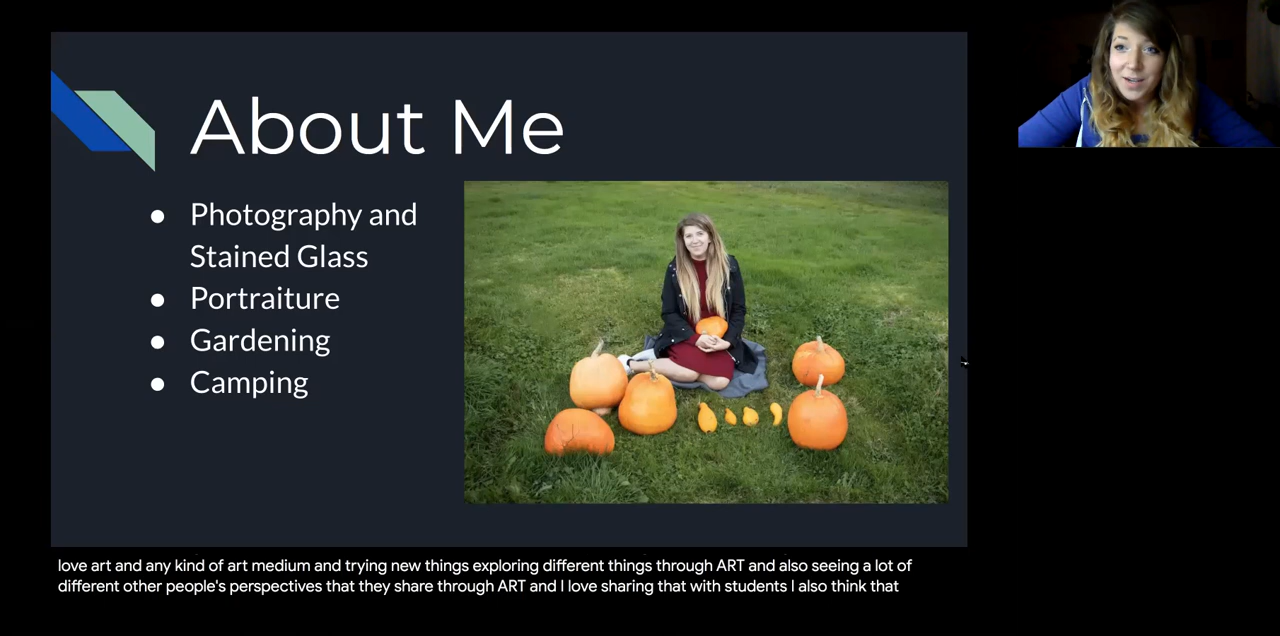 About Me
● Photography and
Stained Glass
● Portraiture
● Gardening
● Camping
love art and any kind of art medium and trying new things exploring different things through ART and also seeing a lot of
different other people's perspectives that they share through ART and I love sharing that with students I also think that